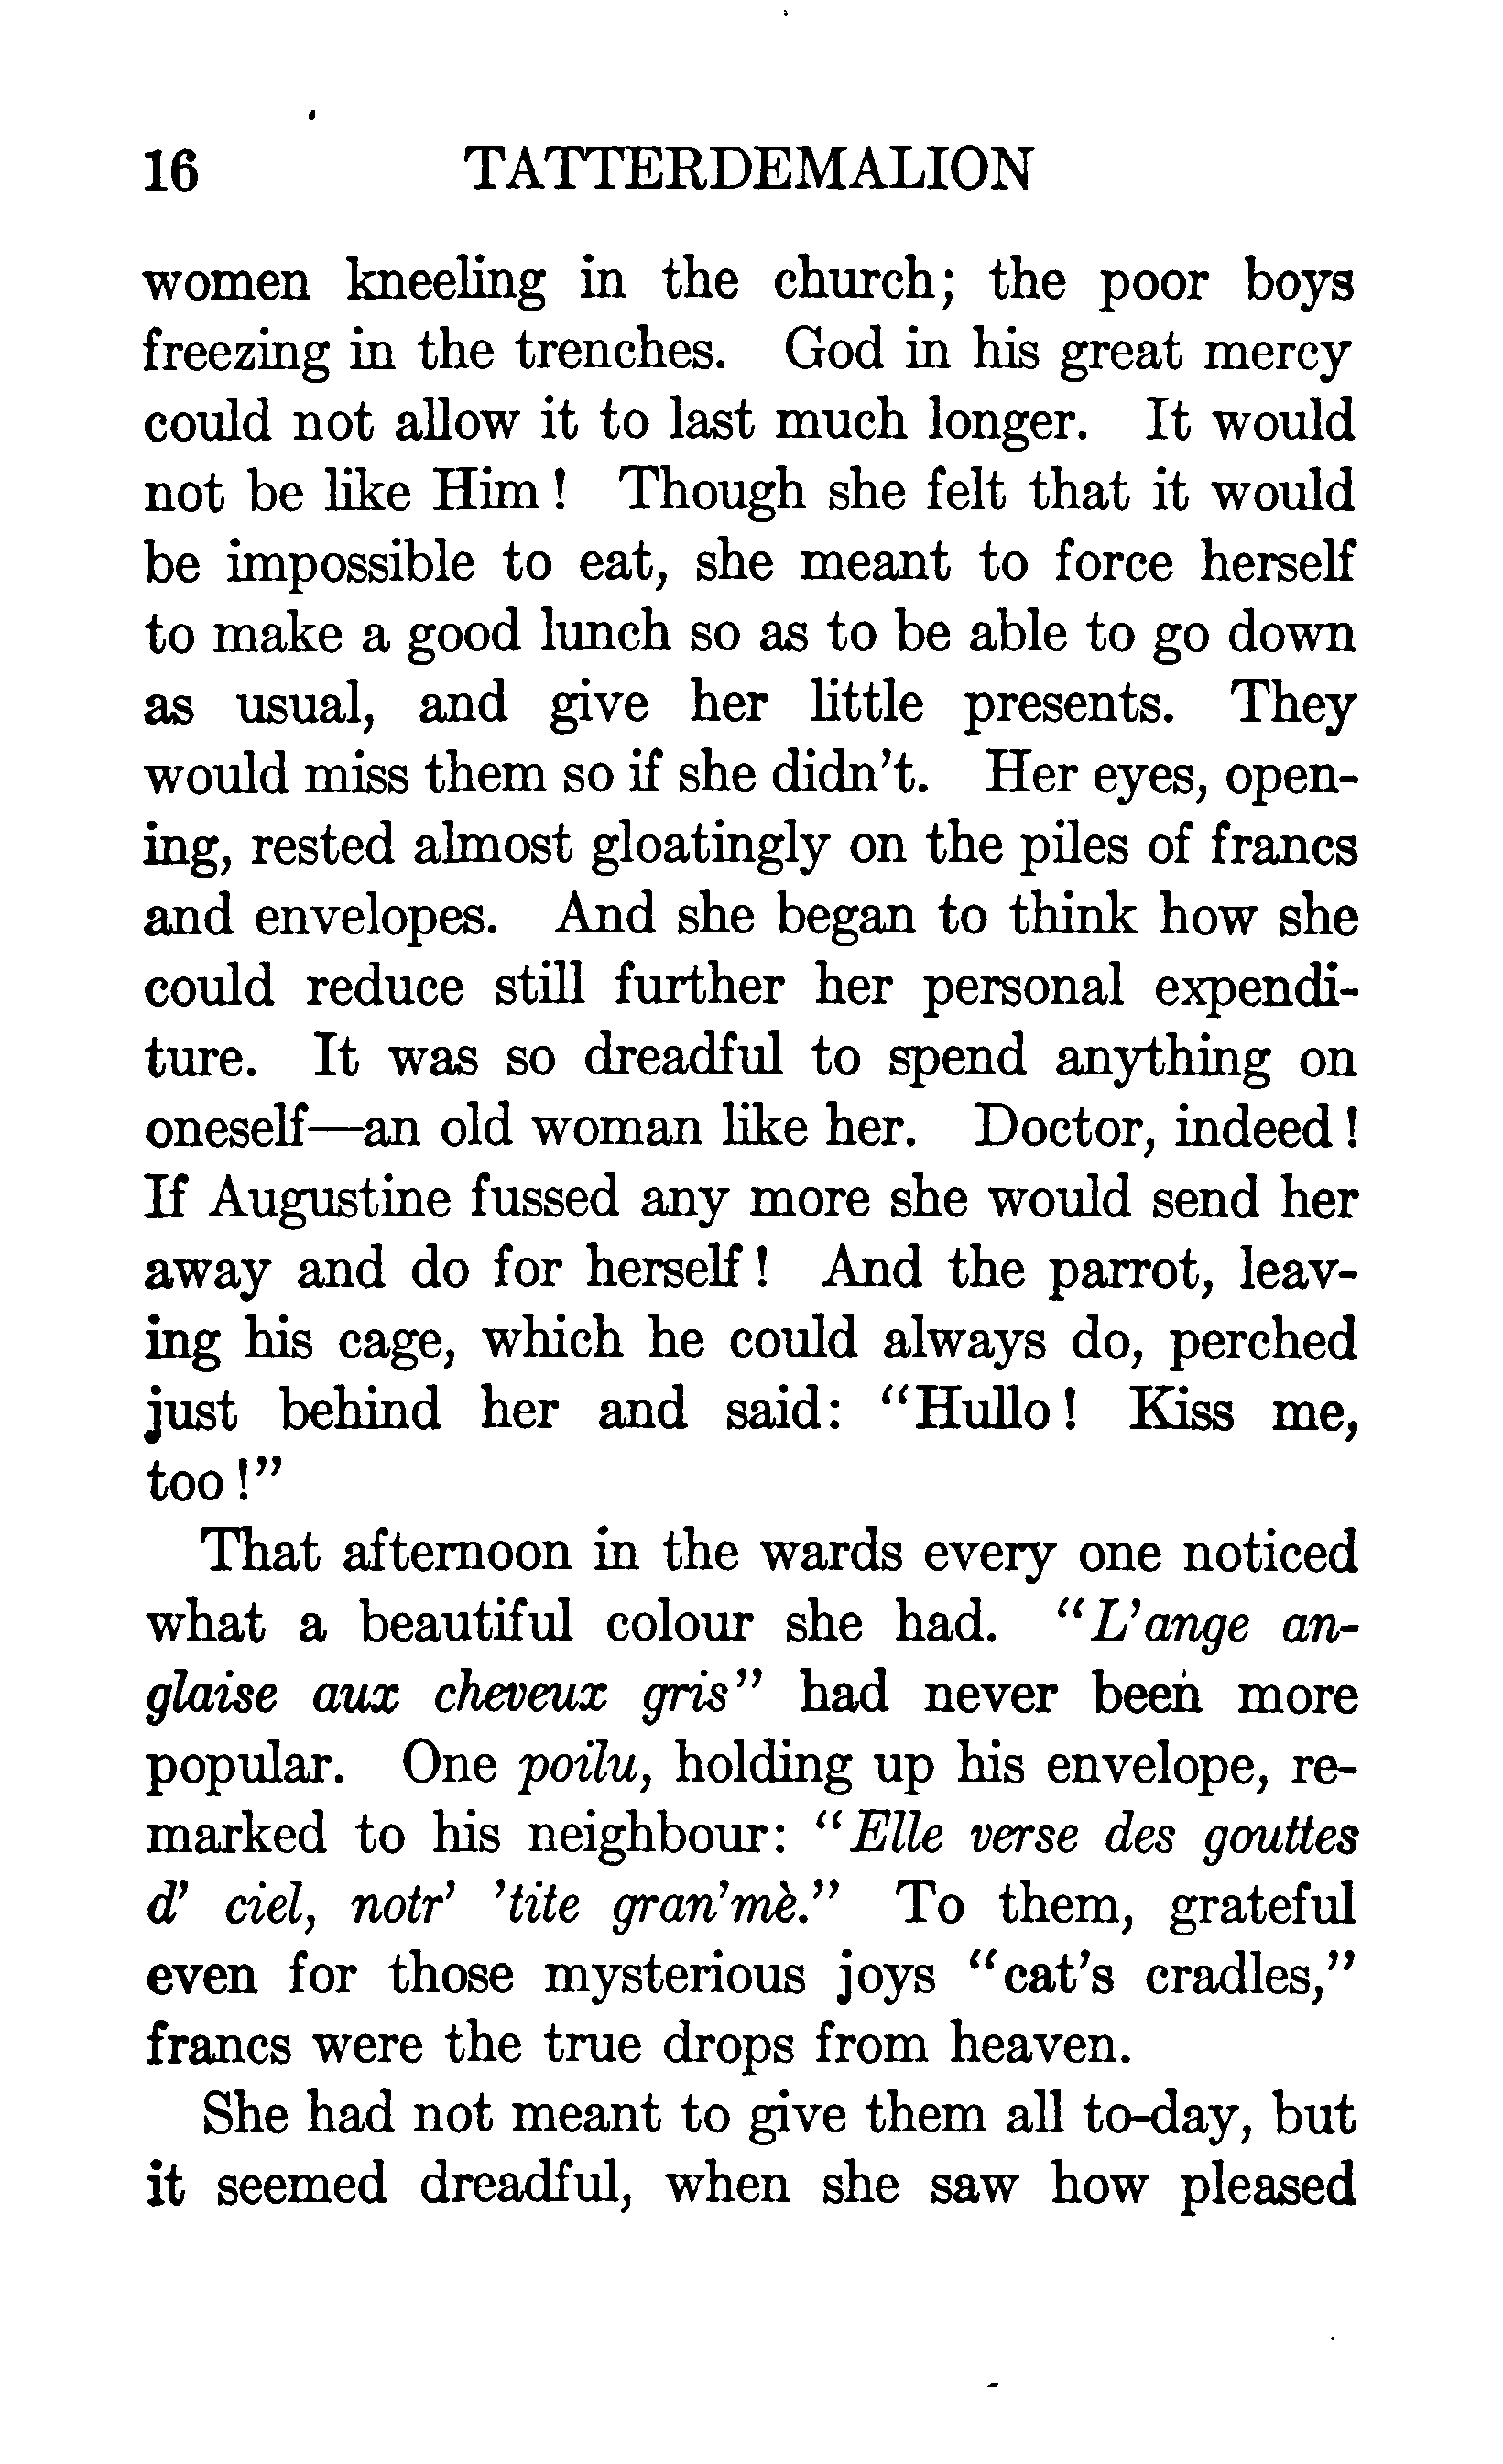 16 TATTERDEMALION
women kneeling in the church; the poor boys
freezing in the trenches. God in his great mercy
could not allow it to last much longer. It would
not be like Him! Though she felt that it would
be impossible to eat, she meant to force herself
to make a good lunch so as to be able to go down
as usual, and give her little presents. They
would miss them so if she didn't. Her eyes, open-
ing, rested almost gloatingly on the piles of francs
and envelopes. And she began to think how she
could reduce still further her personal expendi-
ture. It was so dreadful to spend anything on
oneself—an old woman like her. Doctor, indeed!
If Augustine fussed any more she would send her
away and do for herself! And the parrot, leav-
ing his cage, which he could always do, perched
just behind her and said: "Hullo! Kiss me,
too!"
That afternoon in the wards every one noticed
what a beautiful colour she had. "L'ange an-
glaise aux cheveux gris" had never been more
popular. One poilu, holding up his envelope, re-
marked to his neighbour: "Elle verse des gouttes
d' ciel, notr' 'tite gran'mè." To them, grateful
even for those mysterious joys "cat's cradles,"
francs were the true drops from heaven.
She had not meant to give them all to-day, but
it seemed dreadful, when she saw how pleased